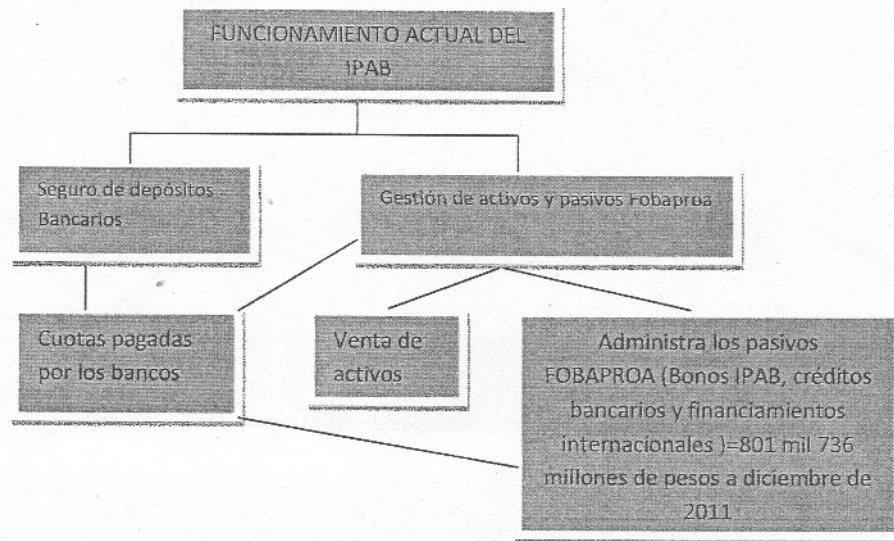 FUNCIONAMIENTO ACTUAL DEL
IPAB
Seguro de depósitos
Bancarios
Gestión de activos y pasivos Fobaproa
Cuotas pagadas
por los bancos
Venta de
activos
Administra los pasivos
FOBAPROA (Bonos IPAB, créditos
bancarios y financiamientos
internacionales )=801 mil 736
millones de pesos a diciembre de
2011